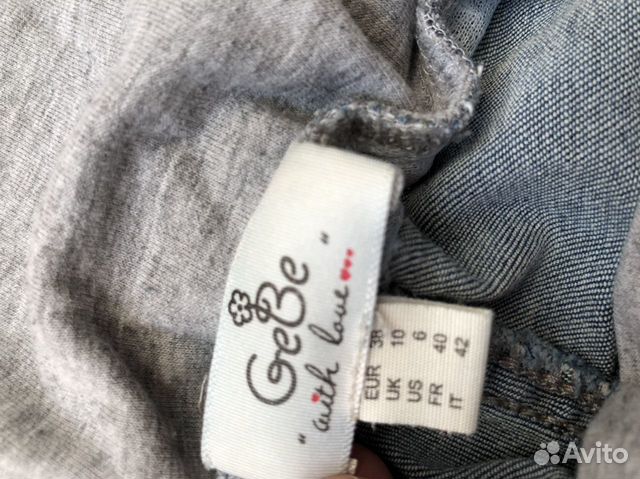 GeBe
"with love"
EUR 38
UK 10
US 6
FR 40
IT 42
Avito